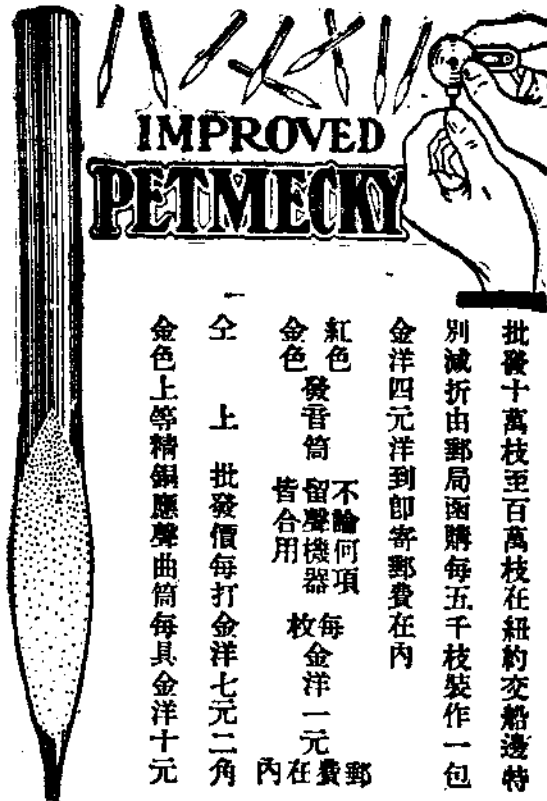 IMPROVED
PETMECKY
批發十萬枝至百萬枝在紐約交船邊特
別減折由郵局函購每五千枝裝作一包
金洋四元洋到即寄郵費在內
紅色
金色
發音筒
不論何項
留聲機器
皆合用
每
枚
金洋一元
郵費在內
仝上批發價每打金洋七元二角
金色上等精銅應聲曲筒每具金洋十元